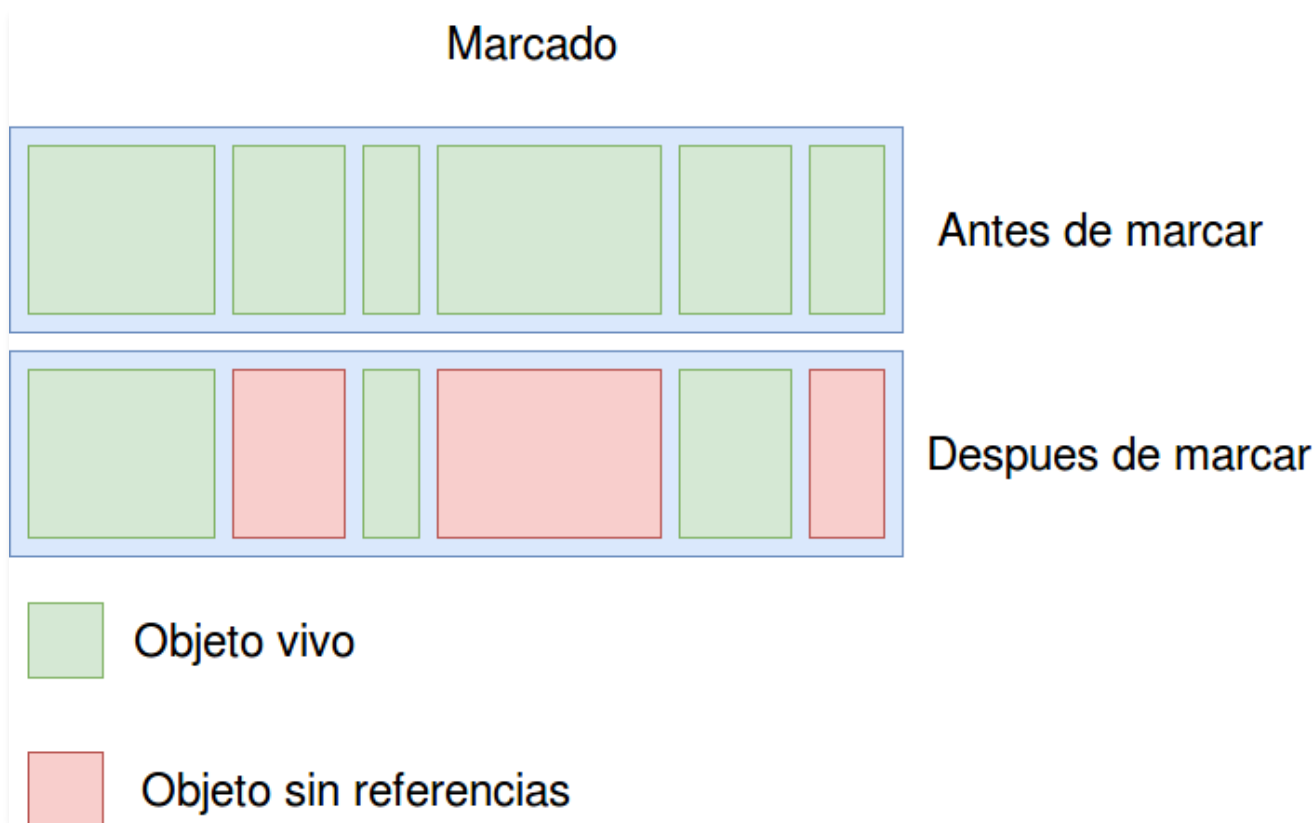 Marcado
Antes de marcar
Despues de marcar
Objeto vivo
Objeto sin referencias